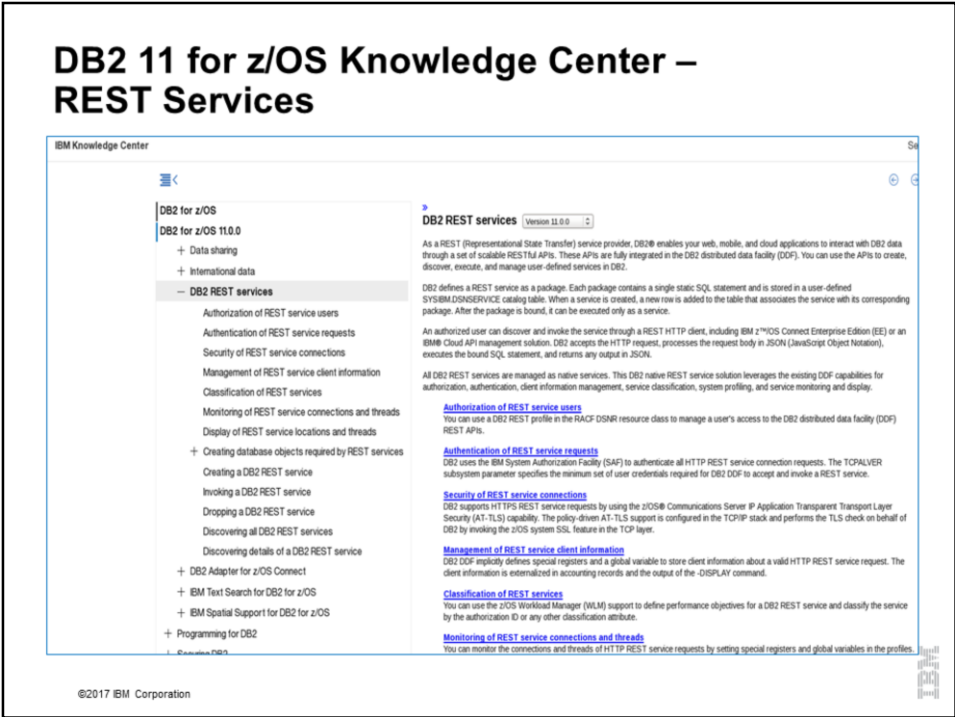 DB2 11 for z/OS Knowledge Center –
REST Services
IBM Knowledge Center
Se
DB2 for z/OS
DB2 for z/OS 11.0.0
+ Data sharing
+ International data
– DB2 REST services
Authorization of REST service users
Authentication of REST service requests
Security of REST service connections
Management of REST service client information
Classification of REST services
Monitoring of REST service connections and threads
Display of REST service locations and threads
+ Creating database objects required by REST services
Creating a DB2 REST service
Invoking a DB2 REST service
Dropping a DB2 REST service
Discovering all DB2 REST services
Discovering details of a DB2 REST service
+ DB2 Adapter for z/OS Connect
+ IBM Text Search for DB2 for z/OS
+ IBM Spatial Support for DB2 for z/OS
+ Programming for DB2
Securing DB2
»
DB2 REST services Version 11.0.0
As a REST (Representational State Transfer) service provider, DB2® enables your web, mobile, and cloud applications to interact with DB2 data
through a set of scalable RESTful APIs. These APIs are fully integrated in the DB2 distributed data facility (DDF). You can use the APIs to create,
discover, execute, and manage user-defined services in DB2.
DB2 defines a REST service as a package. Each package contains a single static SQL statement and is stored in a user-defined
SYSIBM.DSNSERVICE catalog table. When a service is created, a new row is added to the table that associates the service with its corresponding
package. After the package is bound, it can be executed only as a service.
An authorized user can discover and invoke the service through a REST HTTP client, including IBM z™/OS Connect Enterprise Edition (EE) or an
IBM® Cloud API management solution. DB2 accepts the HTTP request, processes the request body in JSON (JavaScript Object Notation),
executes the bound SQL statement, and returns any output in JSON.
All DB2 REST services are managed as native services. This DB2 native REST service solution leverages the existing DDF capabilities for
authorization, authentication, client information management, service classification, system profiling, and service monitoring and display.
Authorization of REST service users
You can use a DB2 REST profile in the RACF DSNR resource class to manage a user's access to the DB2 distributed data facility (DDF)
REST APIs.
Authentication of REST service requests
DB2 uses the IBM System Authorization Facility (SAF) to authenticate all HTTP REST service connection requests. The TCPALVER
subsystem parameter specifies the minimum set of user credentials required for DB2 DDF to accept and invoke a REST service.
Security of REST service connections
DB2 supports HTTPS REST service requests by using the z/OS® Communications Server IP Application Transparent Transport Layer
Security (AT-TLS) capability. The policy-driven AT-TLS support is configured in the TCP/IP stack and performs the TLS check on behalf of
DB2 by invoking the z/OS system SSL feature in the TCP layer.
Management of REST service client information
DB2 DDF implicitly defines special registers and a global variable to store client information about a valid HTTP REST service request. The
client information is externalized in accounting records and the output of the -DISPLAY command.
Classification of REST services
You can use the z/OS Workload Manager (WLM) support to define performance objectives for a DB2 REST service and classify the service
by the authorization ID or any other classification attribute.
Monitoring of REST service connections and threads
You can monitor the connections and threads of HTTP REST service requests by setting special registers and global variables in the profiles.
©2017 IBM Corporation
IBM